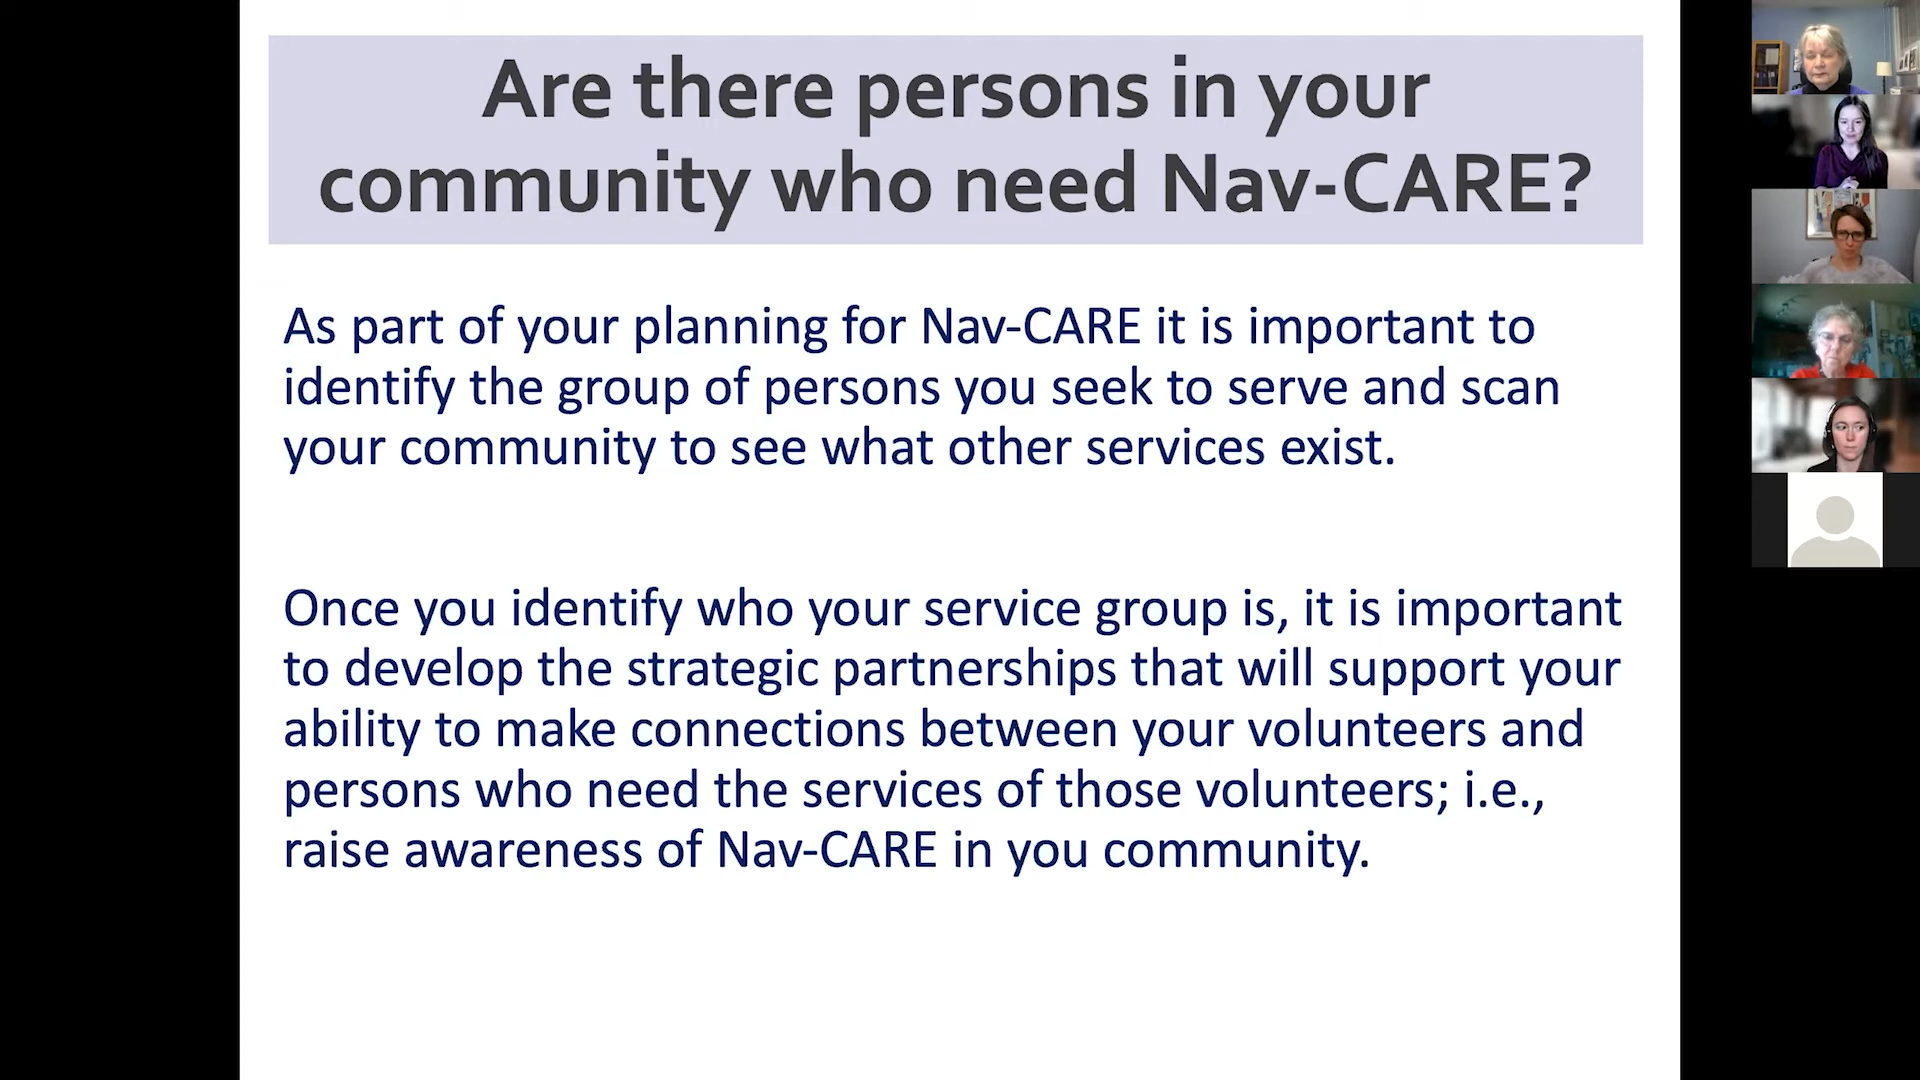 Are there persons in your
community who need Nav-CARE?
As part of your planning for Nav-CARE it is important to
identify the group of persons you seek to serve and scan
your community to see what other services exist.
Once you identify who your service group is, it is important
to develop the strategic partnerships that will support your
ability to make connections between your volunteers and
persons who need the services of those volunteers; i.e.,
raise awareness of Nav-CARE in you community.